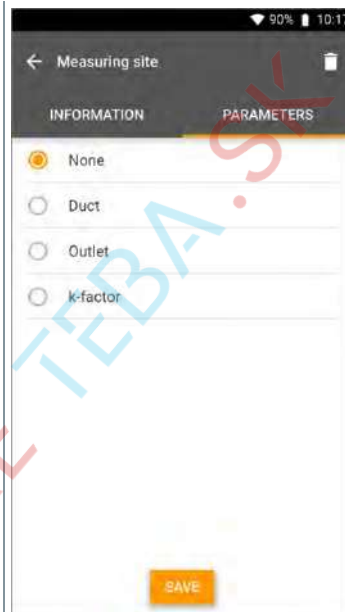 90% 10:17
Measuring site
INFORMATION PARAMETERS
None
Duct
Outlet
k-factor
SAVE
TEBA.SK